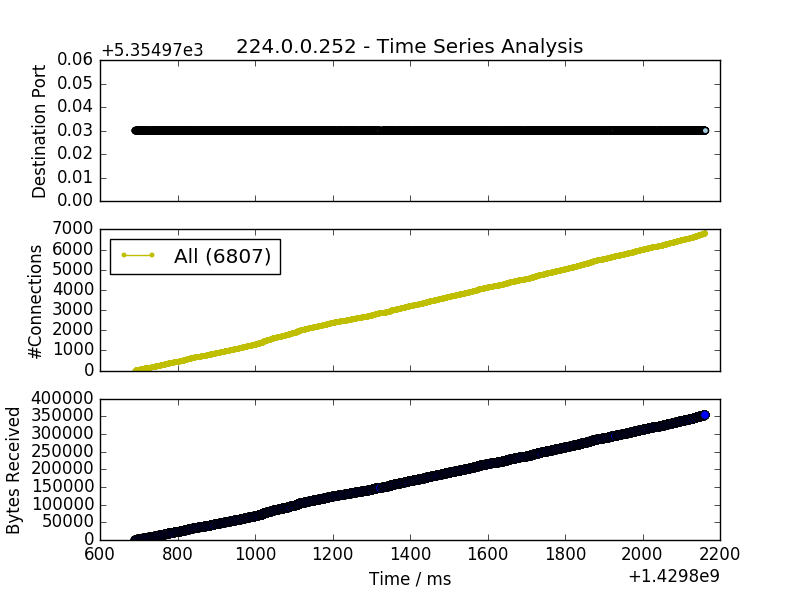 +5.35497e3
224.0.0.252 - Time Series Analysis
Destination Port
0.06
0.05
0.04
0.03
0.02
0.01
0.00
#Connections
7000
6000
5000
4000
3000
2000
1000
0
All (6807)
Bytes Received
400000
350000
300000
250000
200000
150000
100000
50000
0
600 800 1000 1200 1400 1600 1800 2000 2200
Time / ms
+1.4298e9